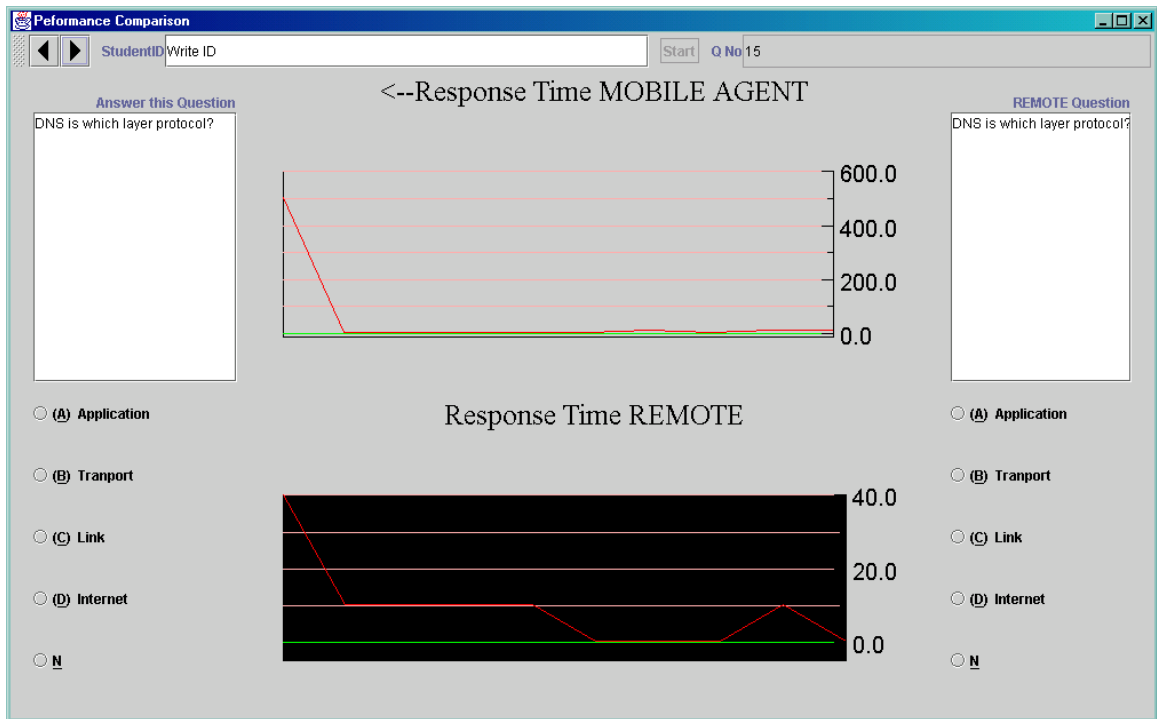 Peformance Comparison
StudentID Write ID Start Q No 15
<--Response Time MOBILE AGENT
Answer this Question
DNS is which layer protocol?
REMOTE Question
DNS is which layer protocol?
600.0
400.0
200.0
0.0
Response Time REMOTE
40.0
20.0
0.0
(A) Application
(B) Tranport
(C) Link
(D) Internet
N
(A) Application
(B) Tranport
(C) Link
(D) Internet
N